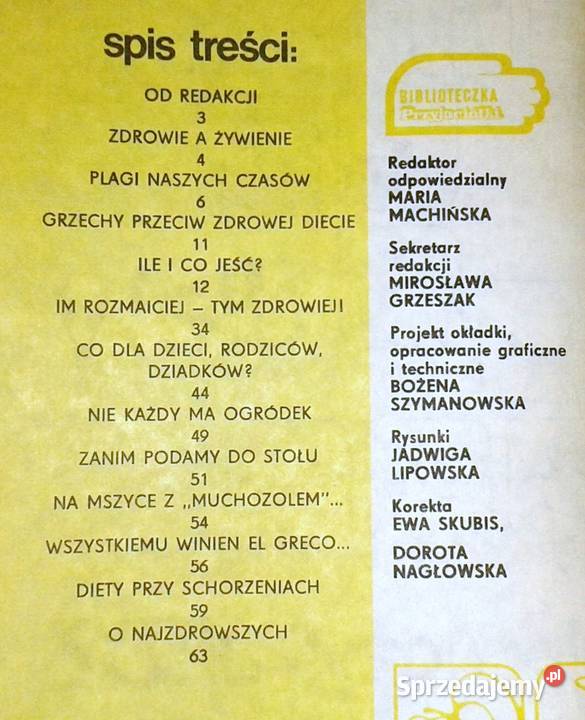 spis treści:
OD REDAKCJI
3
ZDROWIE A ŻYWIENIE
4
PLAGI NASZYCH CZASÓW
6
GRZECHY PRZECIW ZDROWEJ DIECIE
11
ILE I CO JEŚĆ?
12
IM ROZMAICIEJ – TYM ZDROWIEJ!
34
CO DLA DZIECI, RODZICÓW,
DZIADKÓW?
44
NIE KAŻDY MA OGRÓDEK
49
ZANIM PODAMY DO STOŁU
51
NA MSZYCE Z „MUCHOZOLEM”...
54
WSZYSTKIEMU WINIEN EL GRECO...
56
DIETY PRZY SCHORZENIACH
59
O NAJZDROWSZYCH
63
BIBLIOTECZKA
Przyjaciółki
Redaktor
odpowiedzialny
MARIA
MACHIŃSKA
Sekretarz
redakcji
MIROSŁAWA
GRZESZAK
Projekt okładki,
opracowanie graficzne
i techniczne
BOŻENA
SZYMANOWSKA
Rysunki
JADWIGA
LIPOWSKA
Korekta
EWA SKUBIS,
DOROTA
NAGŁOWSKA
Sprzedajemy.pl